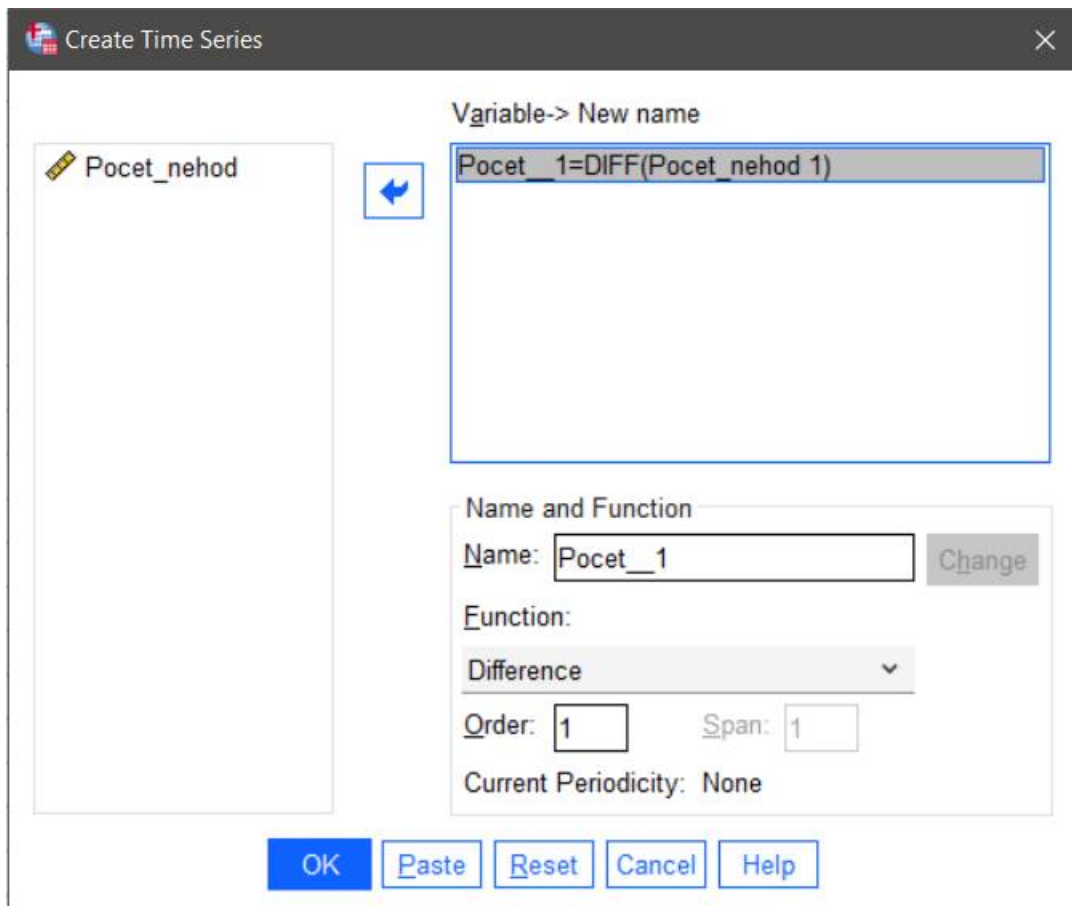 Create Time Series
Variable-> New name
Pocet_nehod
Pocet__1=DIFF(Pocet_nehod 1)
Name and Function
Name: Pocet__1 Change
Function:
Difference
Order: 1 Span: 1
Current Periodicity: None
OK Paste Reset Cancel Help